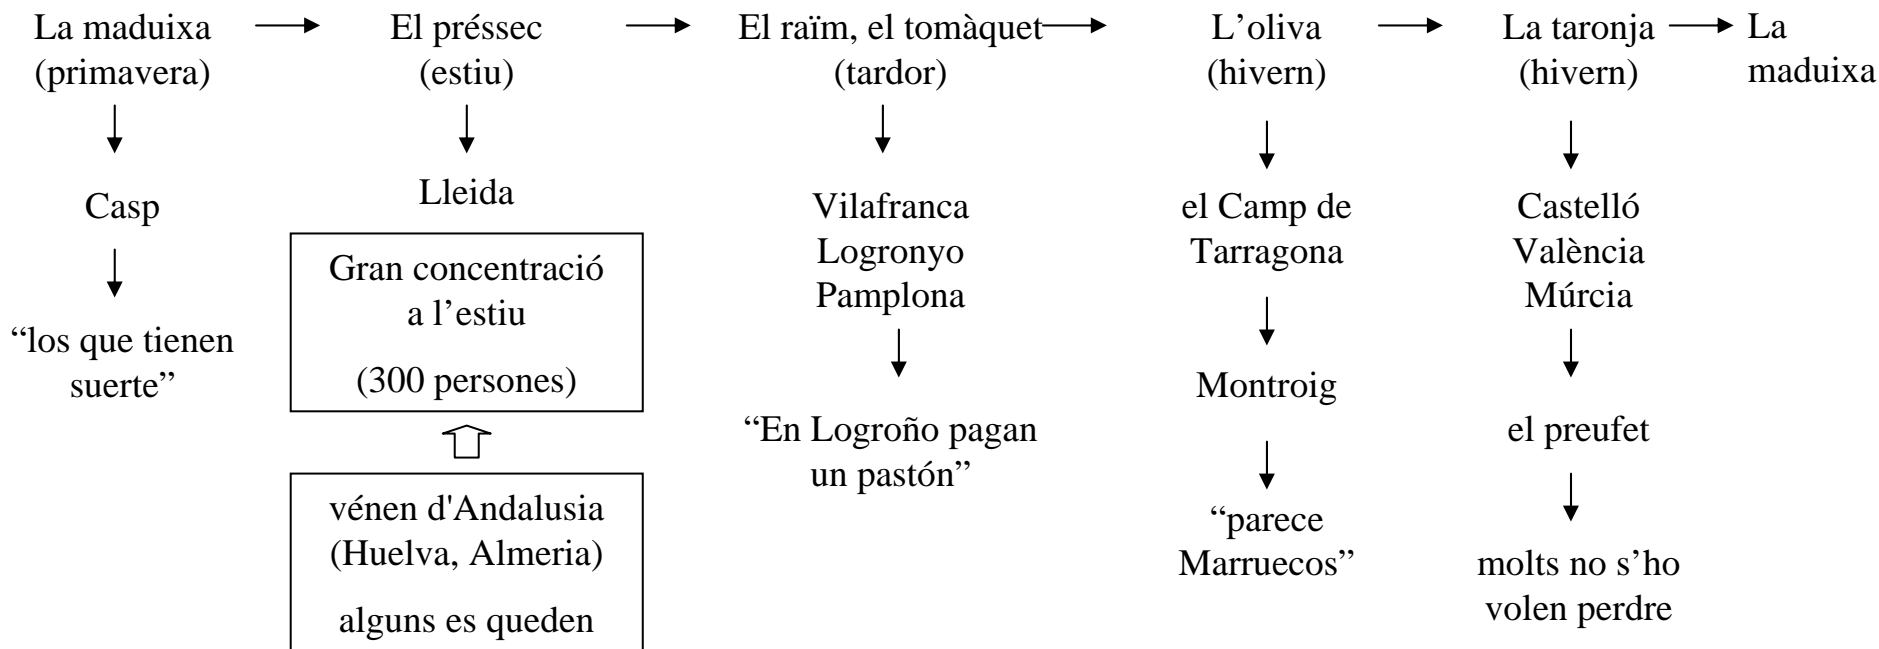 La maduixa
(primavera)
Casp
“los que tienen
suerte”
El préssec
(estiu)
Lleida
Gran concentració
a l’estiu
(300 persones)
vénen d'Andalusia
(Huelva, Almeria)
alguns es queden
El raïm, el tomàquet
(tardor)
Vilafranca
Logronyo
Pamplona
“En Logroño pagan
un pastón”
L’oliva
(hivern)
el Camp de
Tarragona
Montroig
“parece
Marruecos”
La taronja
(hivern)
Castelló
València
Múrcia
el preufet
molts no s’ho
volen perdre
La
maduixa